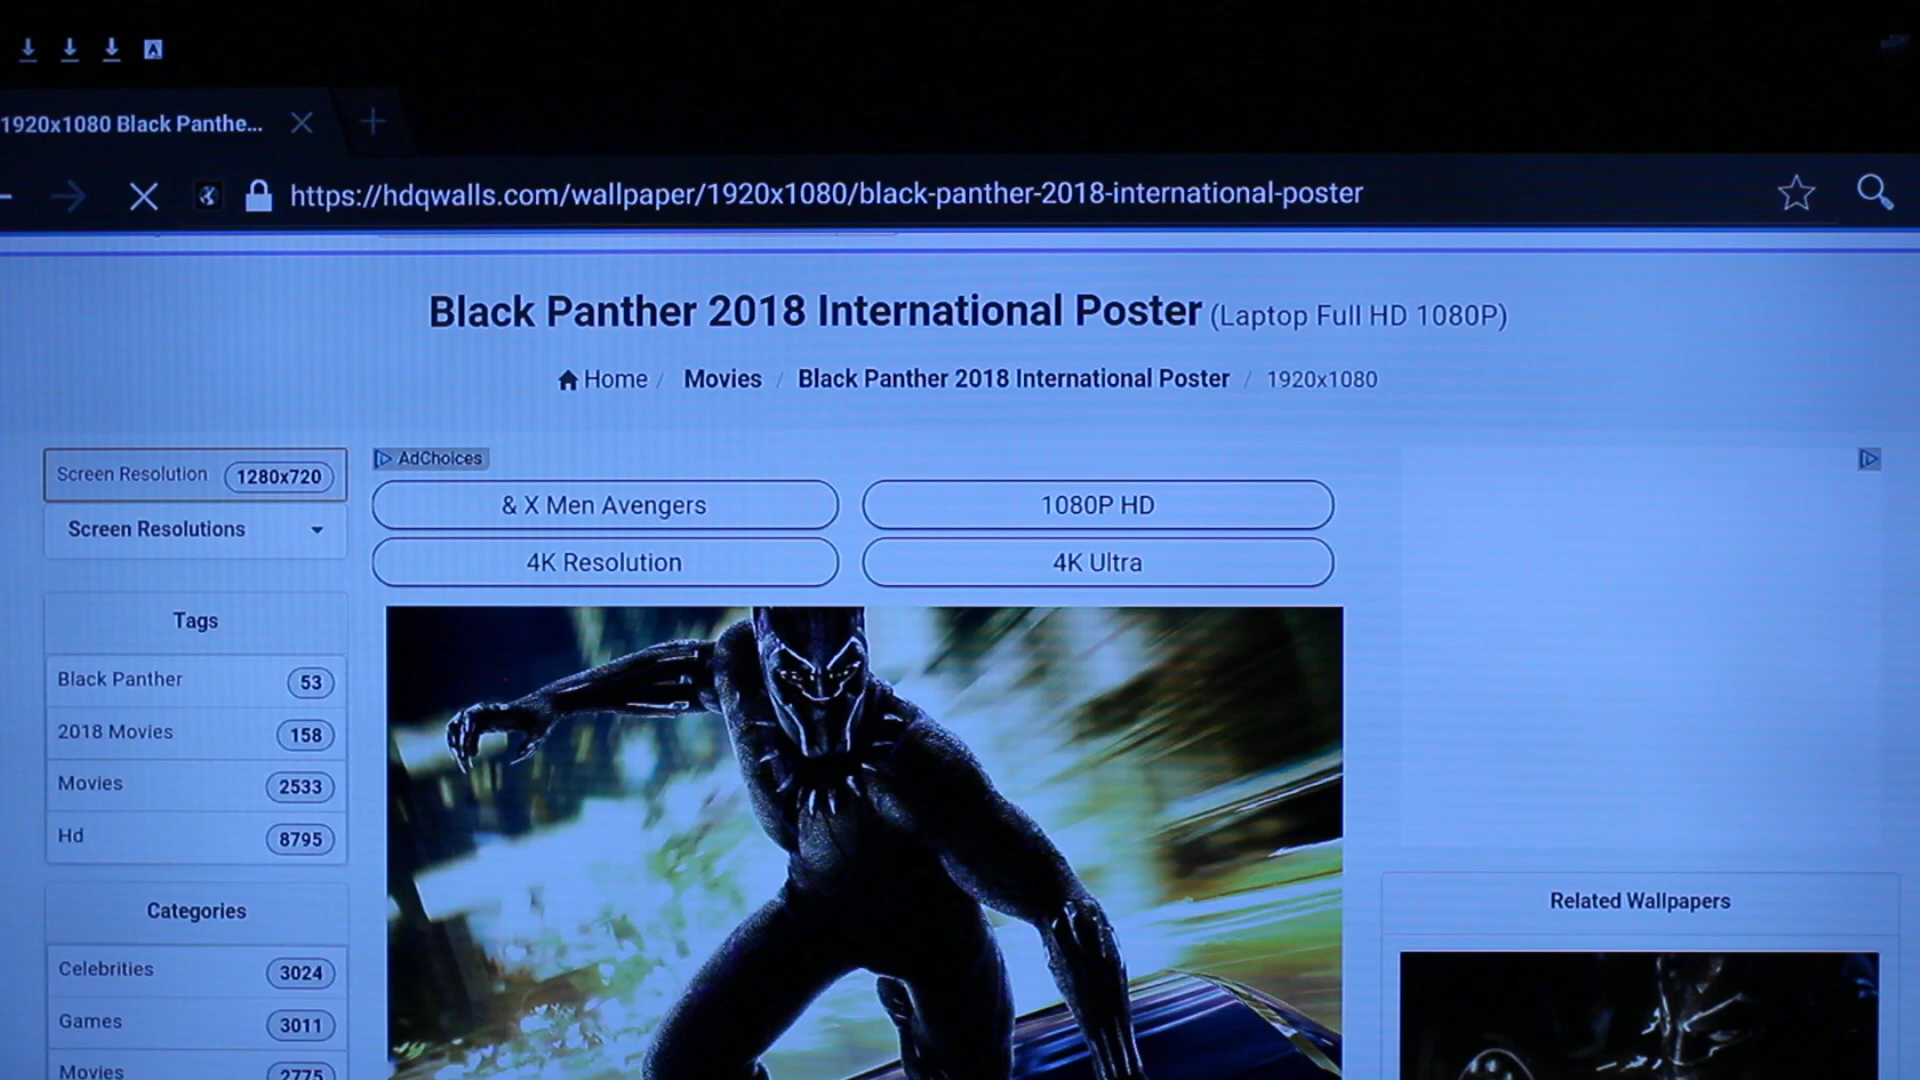 1920x1080 Black Panthe...
https://hdqwalls.com/wallpaper/1920x1080/black-panther-2018-international-poster
Black Panther 2018 International Poster (Laptop Full HD 1080P)
Home / Movies / Black Panther 2018 International Poster / 1920x1080
Screen Resolution 1280x720
Screen Resolutions
AdChoices
& X Men Avengers
1080P HD
4K Resolution
4K Ultra
Tags
Black Panther 53
2018 Movies 158
Movies 2533
Hd 8795
Categories
Celebrities 3024
Games 3011
Movies 2775
Related Wallpapers